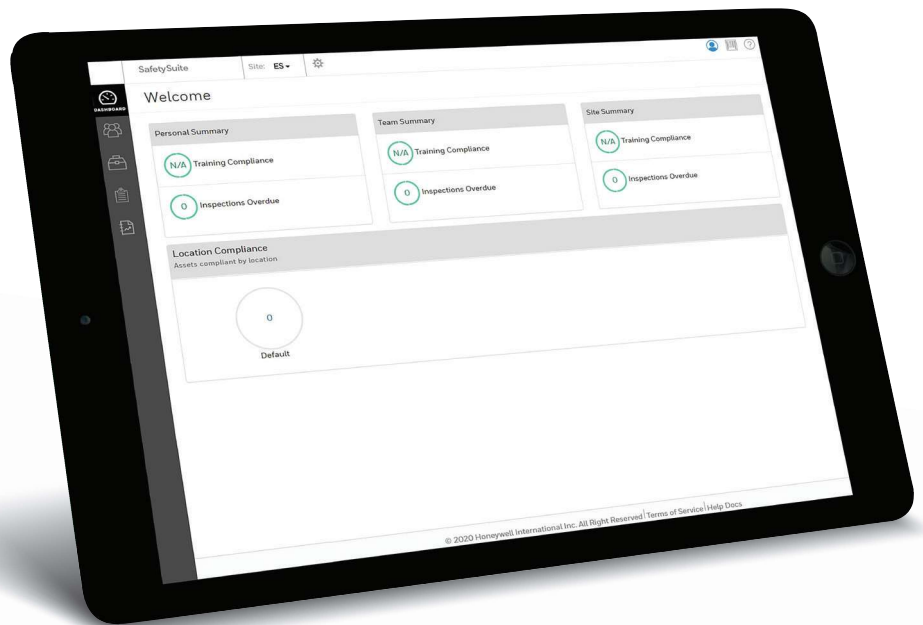 SafetySuite
Site: ES
Welcome
DASHBOARD
Personal Summary
N/A Training Compliance
0 Inspections Overdue
Team Summary
N/A Training Compliance
0 Inspections Overdue
Site Summary
N/A Training Compliance
0 Inspections Overdue
Location Compliance
Assets compliant by location
0
Default
© 2020 Honeywell International Inc. All Right Reserved | Terms of Service | Help Docs